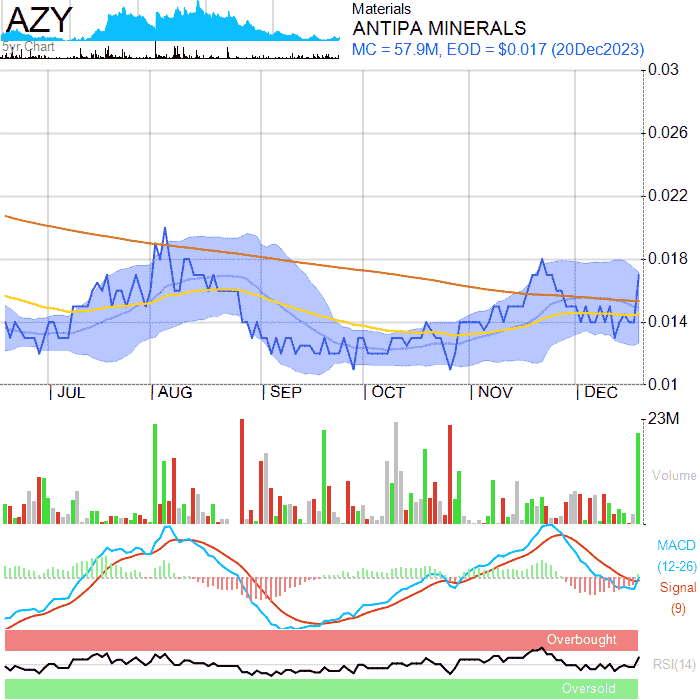 AZY
5yr.Chart
Materials
ANTIPA MINERALS
MC = 57.9M, EOD = $0.017 (20Dec2023)
0.03
0.026
0.022
0.018
0.014
0.01
| JUL | AUG | SEP | OCT | NOV | DEC
23M
Volume
MACD
(12-26)
Signal
(9)
Overbought
RSI(14)
Oversold